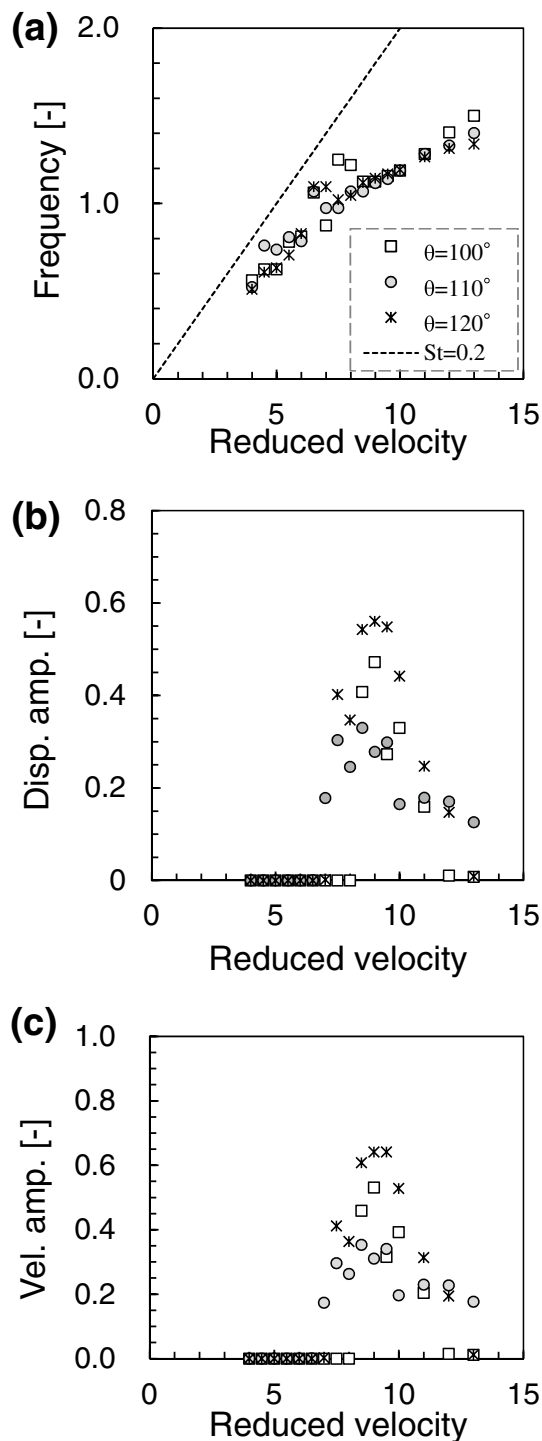 (a)
2.0
1.0
0.0
Frequency [-]
θ=100°
θ=110°
θ=120°
St=0.2
0 5 10 15
Reduced velocity
(b)
0.8
0.6
0.4
0.2
0
Disp. amp. [-]
0 5 10 15
Reduced velocity
(c)
1.0
0.8
0.6
0.4
0.2
0.0
Vel. amp. [-]
0 5 10 15
Reduced velocity